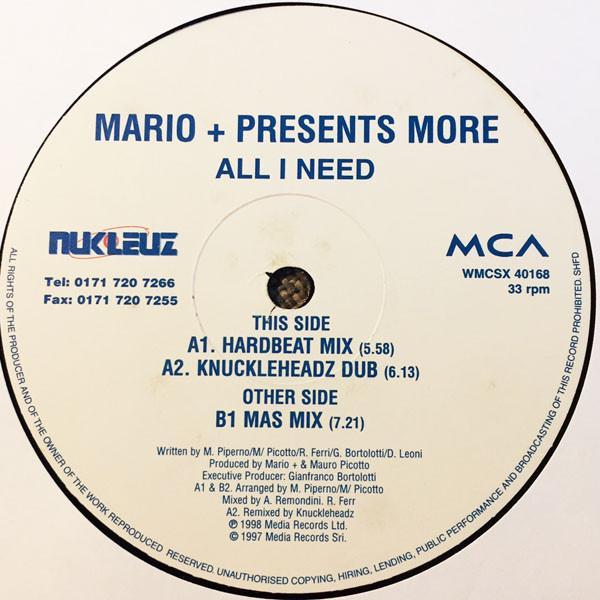 MARIO + PRESENTS MORE
ALL I NEED
NUKLEUZ
Tel: 0171 720 7266
Fax: 0171 720 7255
MCA
WMCSX 40168
33 rpm
THIS SIDE
A1. HARDBEAT MIX (5.58)
A2. KNUCKLEHEADZ DUB (6.13)
OTHER SIDE
B1 MAS MIX (7.21)
Written by M. Piperno/M/ Picotto/R. Ferri/G. Bortolotti/D. Leoni
Produced by Mario + & Mauro Picotto
Executive Producer: Gianfranco Bortolotti
A1 & B2. Arranged by M. Piperno/M/ Picotto
Mixed by A. Remondini. R. Ferr
A2. Remixed by Knuckleheadz
℗ 1998 Media Records Ltd.
© 1997 Media Records Sri.
ALL RIGHTS OF THE PRODUCER AND OF THE OWNER OF THE WORK REPRODUCED RESERVED. UNAUTHORISED COPYING, HIRING, LENDING, PUBLIC PERFORMANCE AND BROADCASTING OF THIS RECORD PROHIBITED. SHFD